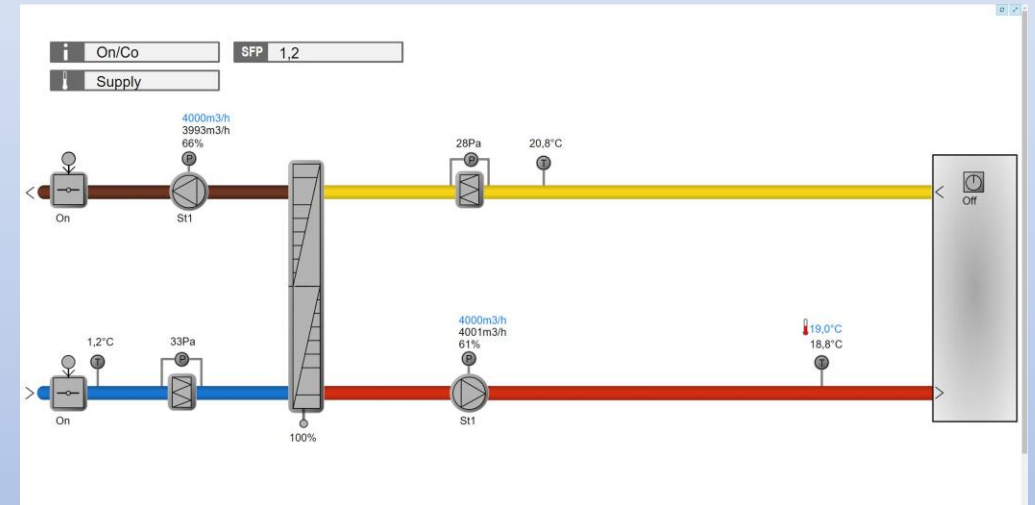 i On/Co
SFP 1,2
Supply
4000m3/h
3993m3/h
66%
P
28Pa
P
20,8°C
T
On
St1
Off
1,2°C
T
33Pa
P
4000m3/h
4001m3/h
61%
P
19,0°C
18,8°C
T
On
St1
100%